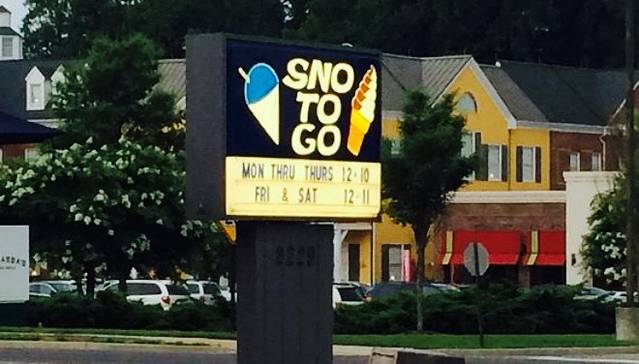 SNO
TO
GO
MON THRU THURS 12-10
FRI & SAT 12-11